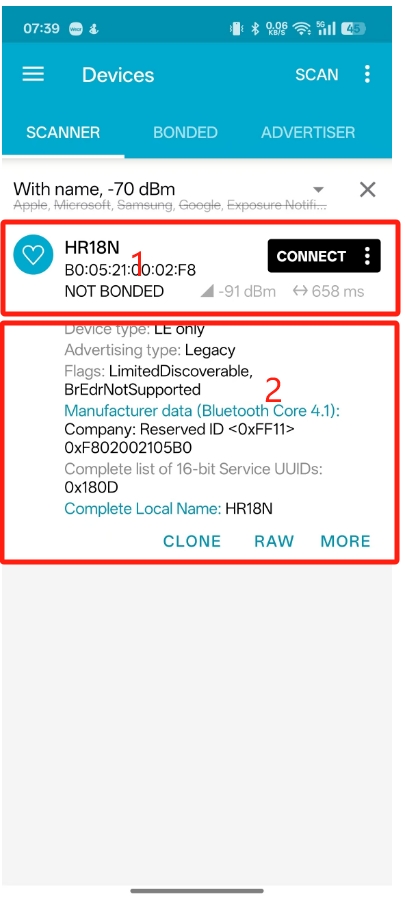 07:39
0.06
KB/S
5G
45
Devices
SCAN
SCANNER
BONDED
ADVERTISER
With name, -70 dBm
Apple, Microsoft, Samsung, Google, Exposure Notifi...
HR18N
1
CONNECT
B0:05:21:00:02:F8
NOT BONDED
-91 dBm
658 ms
Device type: LE only
Advertising type: Legacy
Flags: LimitedDiscoverable,
BrEdrNotSupported
2
Manufacturer data (Bluetooth Core 4.1):
Company: Reserved ID <0xFF11>
0xF802002105B0
Complete list of 16-bit Service UUIDs:
0x180D
Complete Local Name: HR18N
CLONE
RAW
MORE